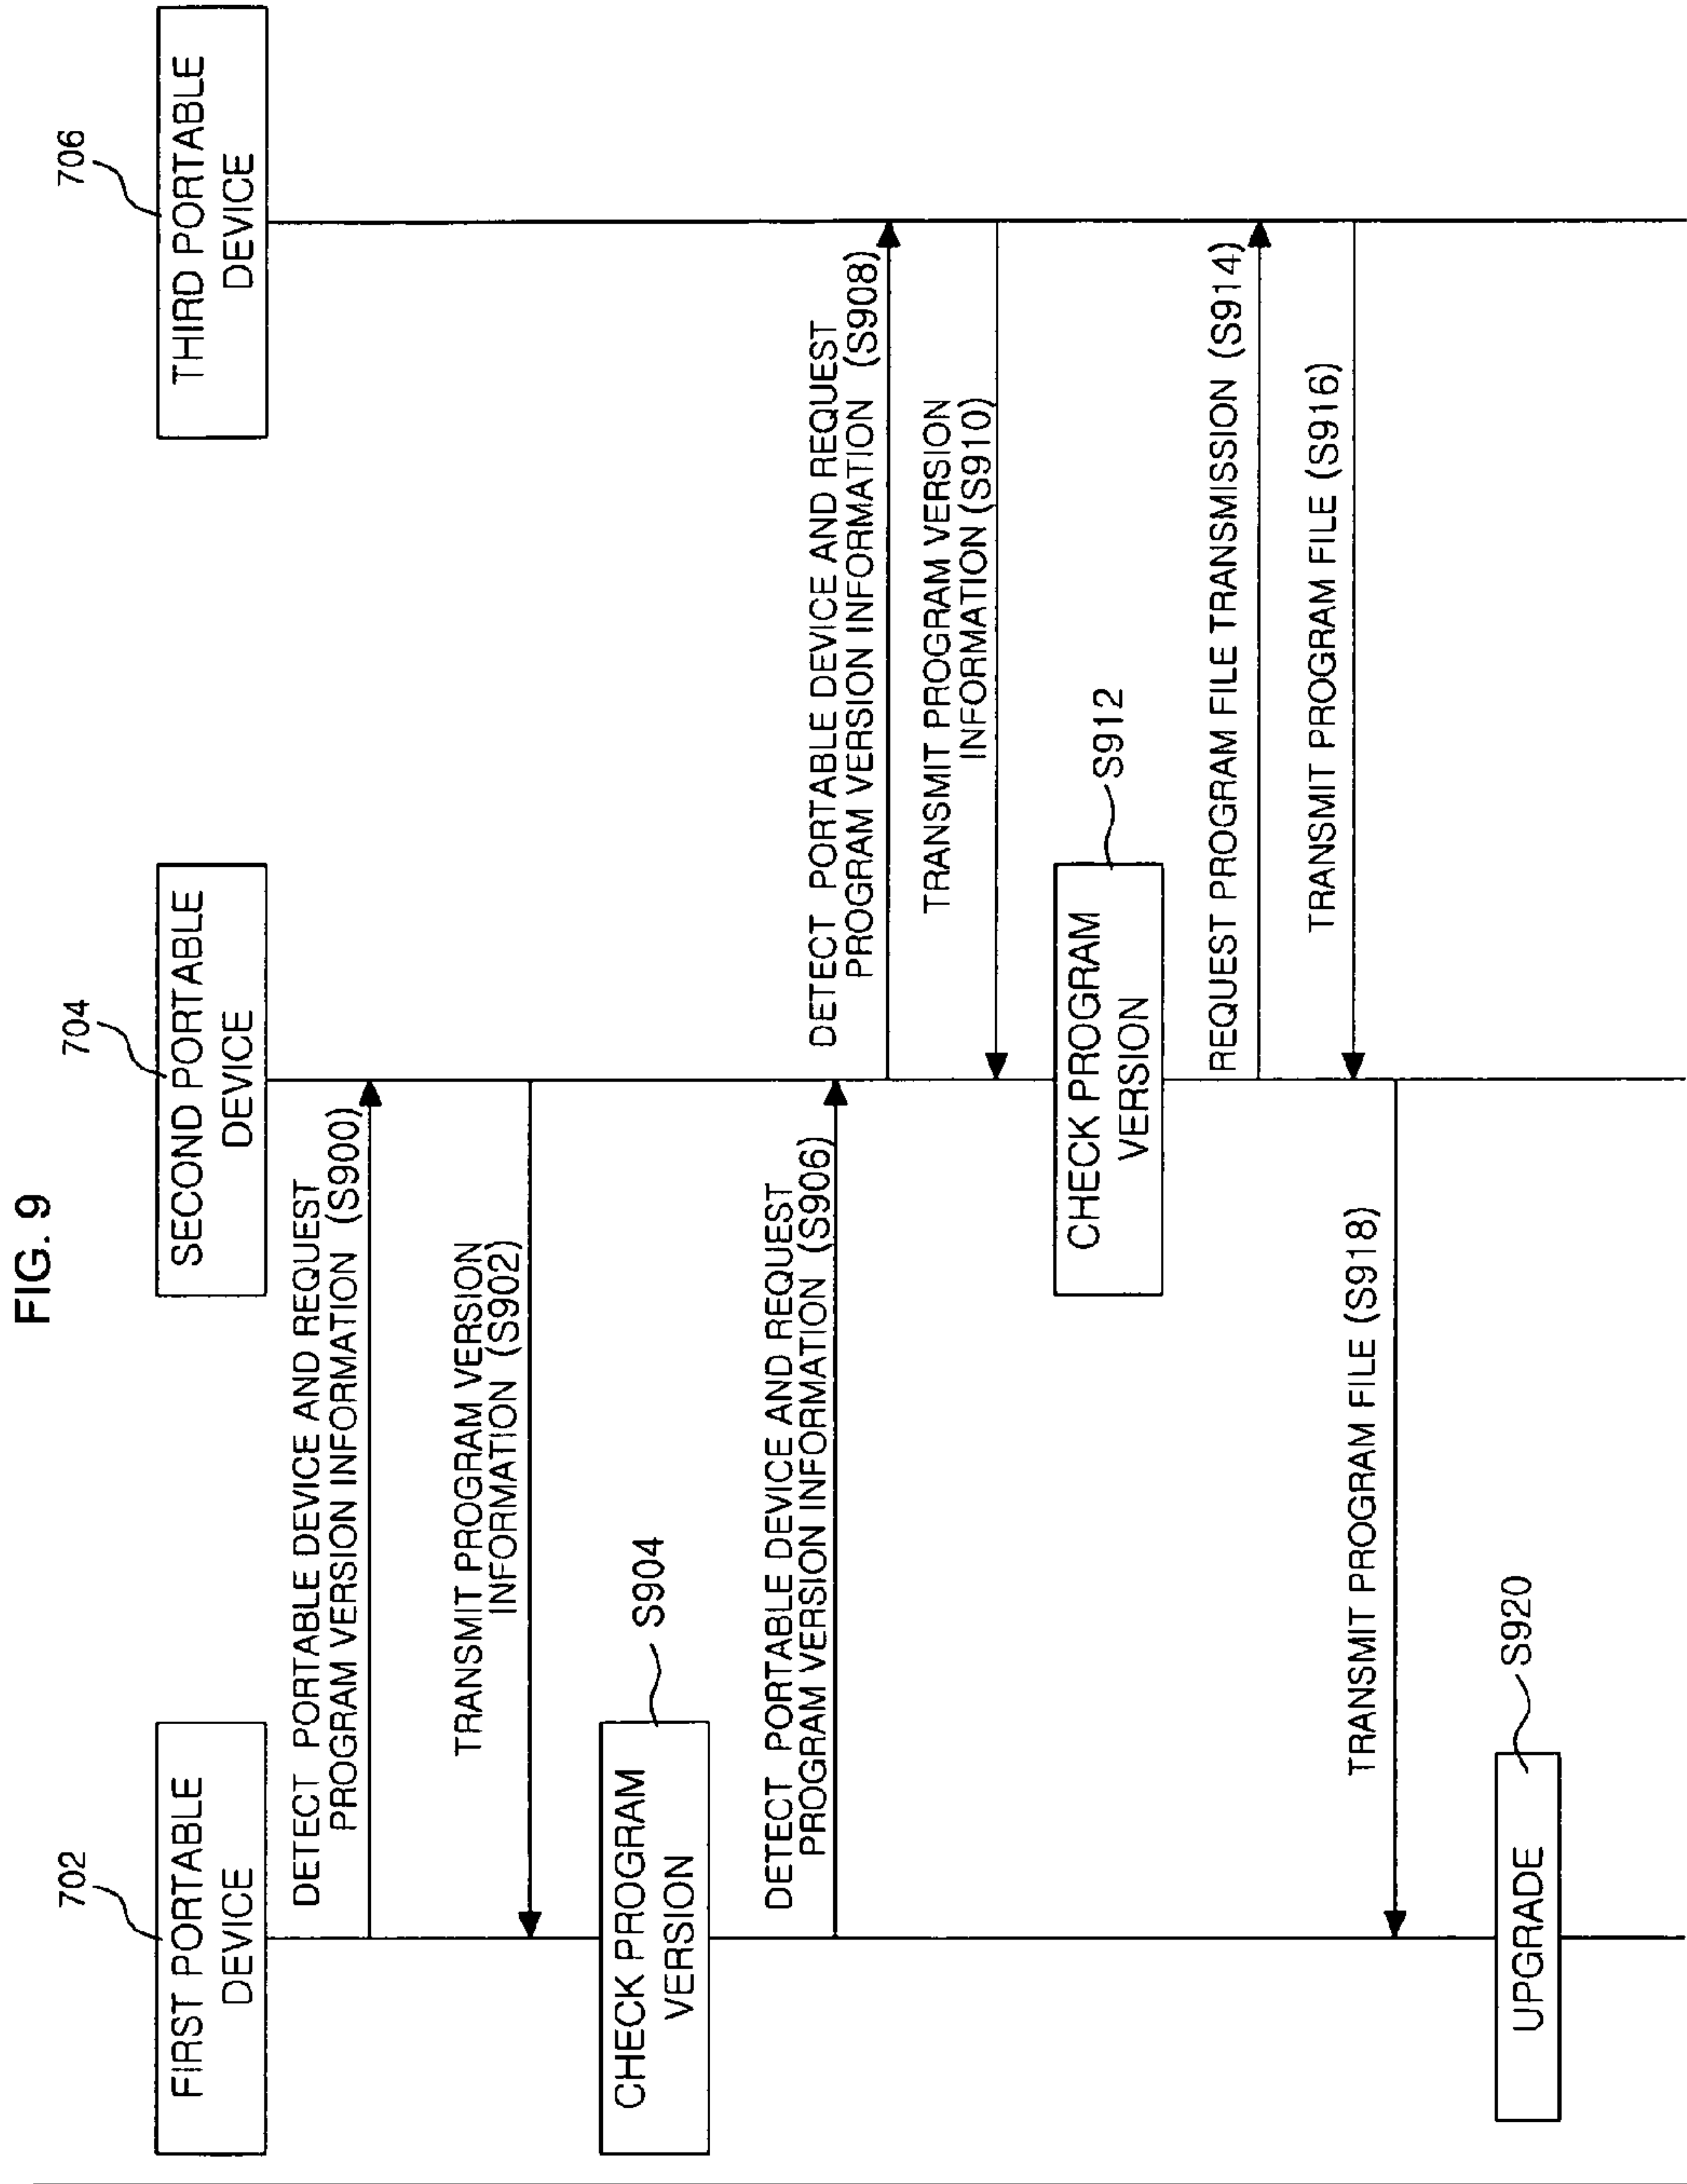 FIG. 9
702
704
706
FIRST PORTABLE
DEVICE
SECOND PORTABLE
DEVICE
THIRD PORTABLE
DEVICE
DETECT PORTABLE DEVICE AND REQUEST
PROGRAM VERSION INFORMATION (S900)
TRANSMIT PROGRAM VERSION
INFORMATION (S902)
CHECK PROGRAM
VERSION
S904
DETECT PORTABLE DEVICE AND REQUEST
PROGRAM VERSION INFORMATION (S906)
DETECT PORTABLE DEVICE AND REQUEST
PROGRAM VERSION INFORMATION (S908)
TRANSMIT PROGRAM VERSION
INFORMATION (S910)
CHECK PROGRAM
VERSION
S912
REQUEST PROGRAM FILE TRANSMISSION (S914)
TRANSMIT PROGRAM FILE (S916)
TRANSMIT PROGRAM FILE (S918)
UPGRADE
S920